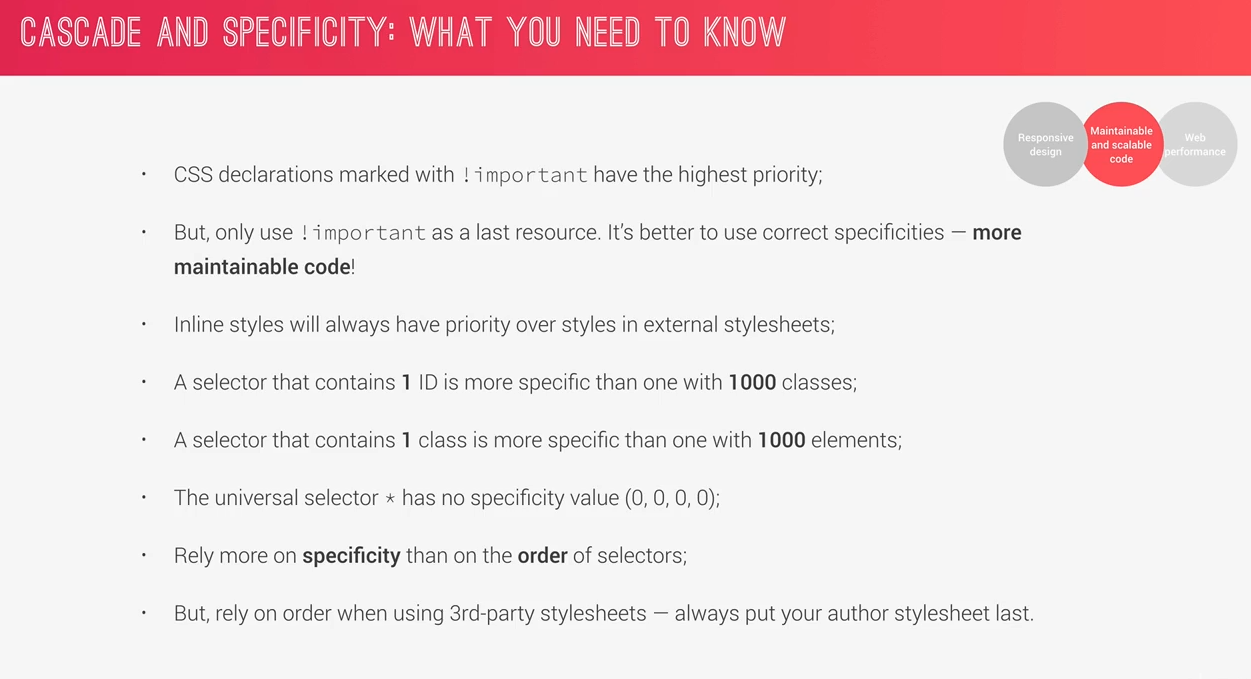 CASCADE AND SPECIFICITY: WHAT YOU NEED TO KNOW
Responsive
design
Maintainable
and scalable
code
Web
performance
• CSS declarations marked with !important have the highest priority;
• But, only use !important as a last resource. It’s better to use correct specificities — more
maintainable code!
• Inline styles will always have priority over styles in external stylesheets;
• A selector that contains 1 ID is more specific than one with 1000 classes;
• A selector that contains 1 class is more specific than one with 1000 elements;
• The universal selector * has no specificity value (0, 0, 0, 0);
• Rely more on specificity than on the order of selectors;
• But, rely on order when using 3rd-party stylesheets — always put your author stylesheet last.